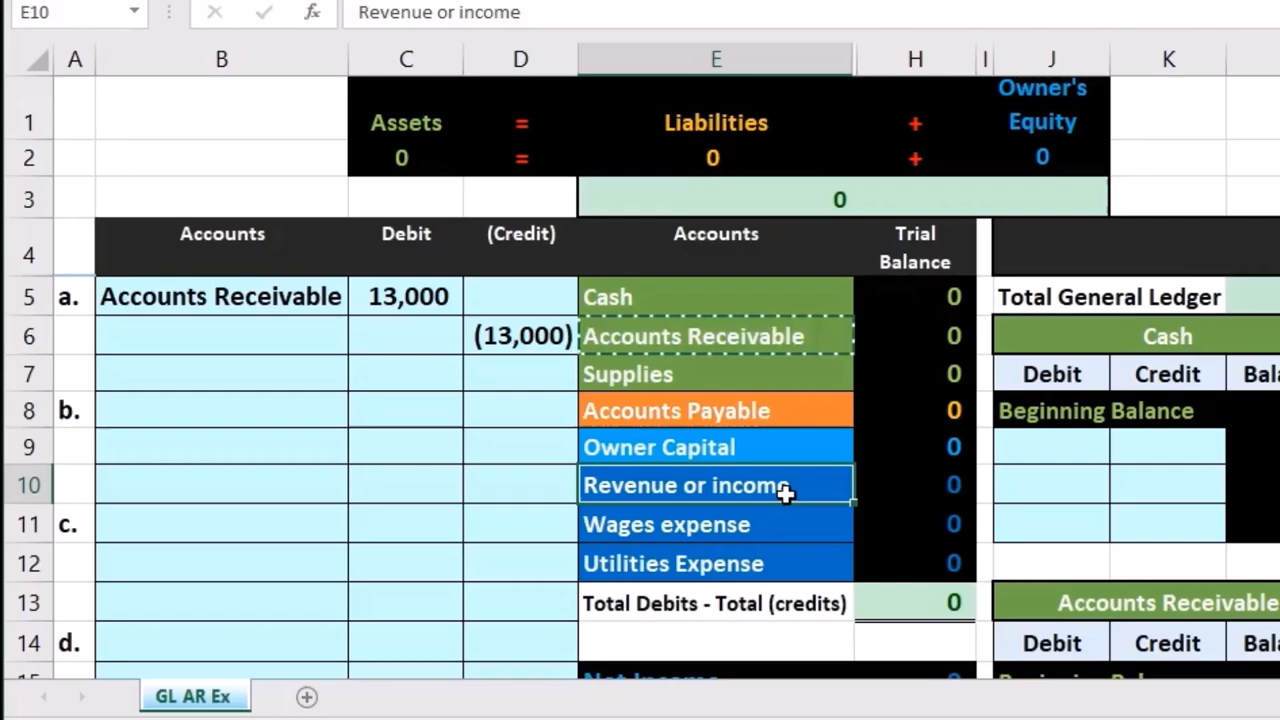 E10 fx Revenue or income
A B C D E H I J K
1 Assets = Liabilities + Owner's Equity
2 0 = 0 + 0
3 0
4 Accounts Debit (Credit) Accounts Trial Balance
5 a. Accounts Receivable 13,000 Cash 0 Total General Ledger
6 (13,000) Accounts Receivable 0 Cash
7 Supplies 0 Debit Credit Bal
8 b. Accounts Payable 0 Beginning Balance
9 Owner Capital 0
10 Revenue or income 0
11 c. Wages expense 0
12 Utilities Expense 0
13 Total Debits - Total (credits) 0 Accounts Receivable
14 d. Debit Credit Bal
Net Income
GL AR Ex